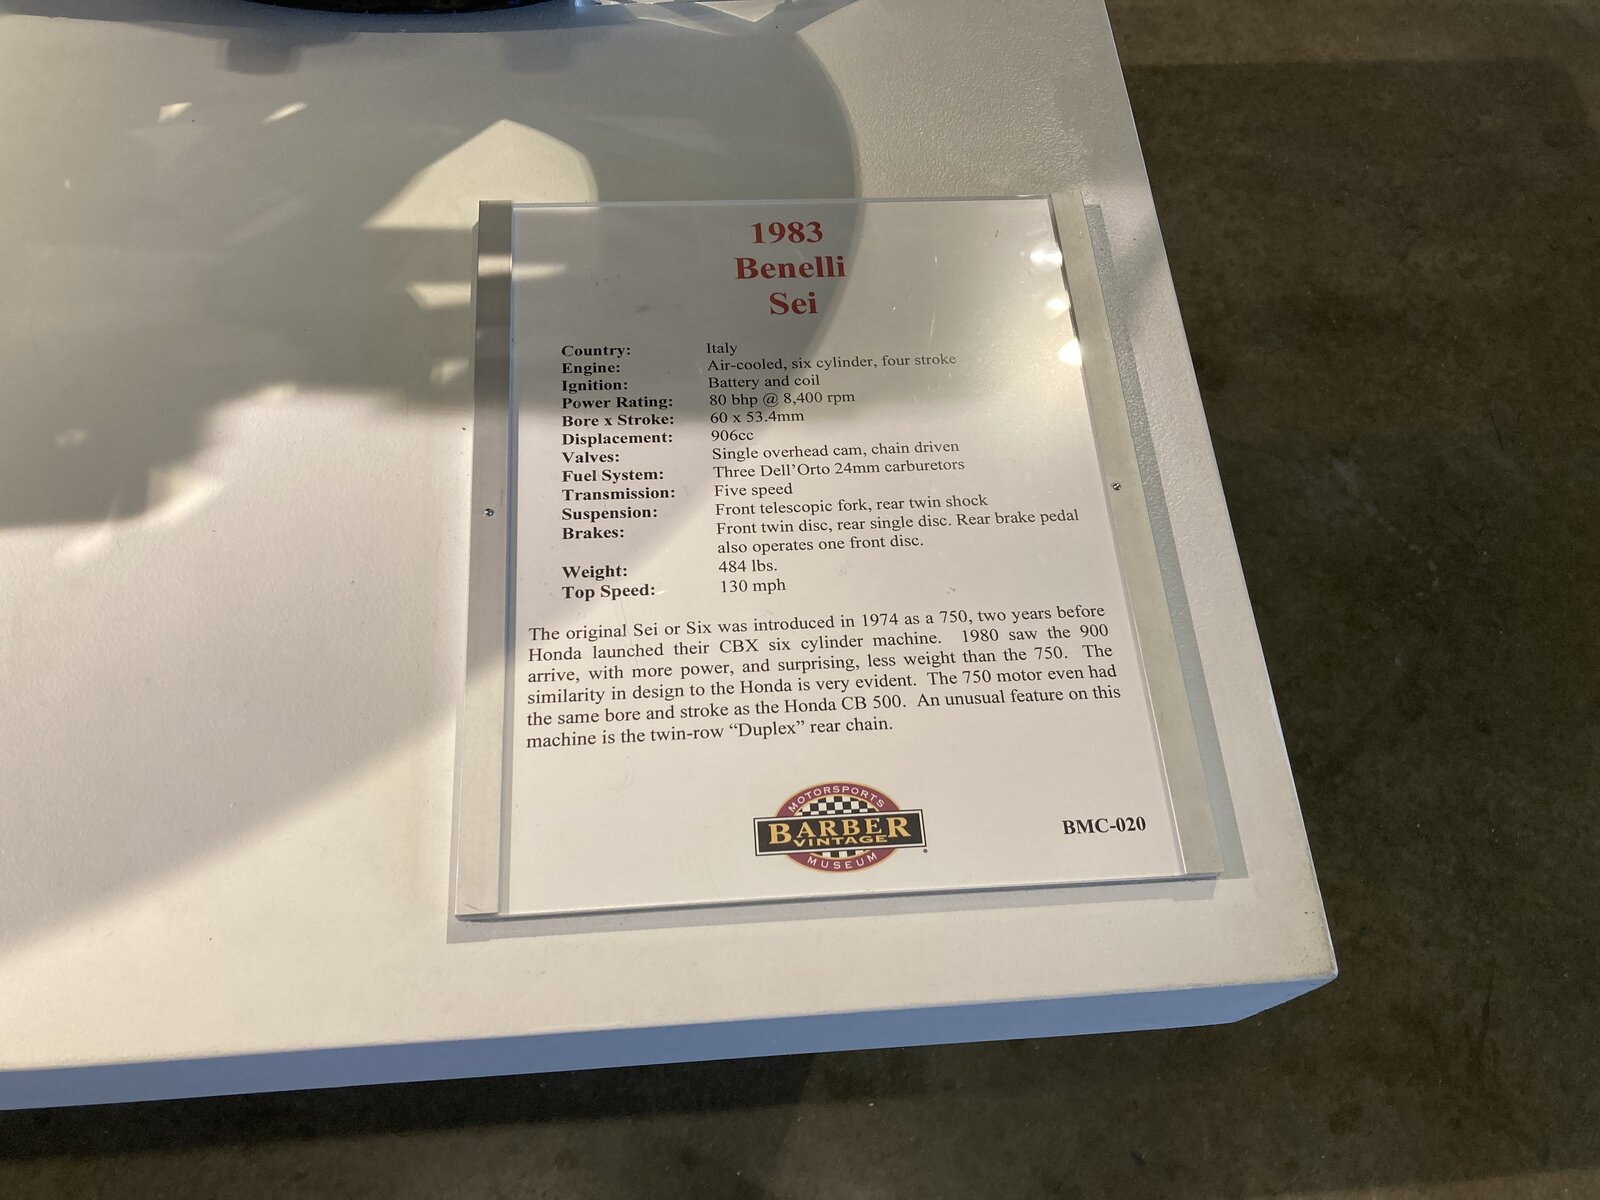 1983
Benelli
Sei
Country: Italy
Engine: Air-cooled, six cylinder, four stroke
Ignition: Battery and coil
Power Rating: 80 bhp @ 8,400 rpm
Bore x Stroke: 60 x 53.4mm
Displacement: 906cc
Valves: Single overhead cam, chain driven
Fuel System: Three Dell’Orto 24mm carburetors
Transmission: Five speed
Suspension: Front telescopic fork, rear twin shock
Brakes: Front twin disc, rear single disc. Rear brake pedal
also operates one front disc.
Weight: 484 lbs.
Top Speed: 130 mph
The original Sei or Six was introduced in 1974 as a 750, two years before
Honda launched their CBX six cylinder machine. 1980 saw the 900
arrive, with more power, and surprising, less weight than the 750. The
similarity in design to the Honda is very evident. The 750 motor even had
the same bore and stroke as the Honda CB 500. An unusual feature on this
machine is the twin-row “Duplex” rear chain.
MOTORSPORTS
BARBER
VINTAGE
MUSEUM
BMC-020